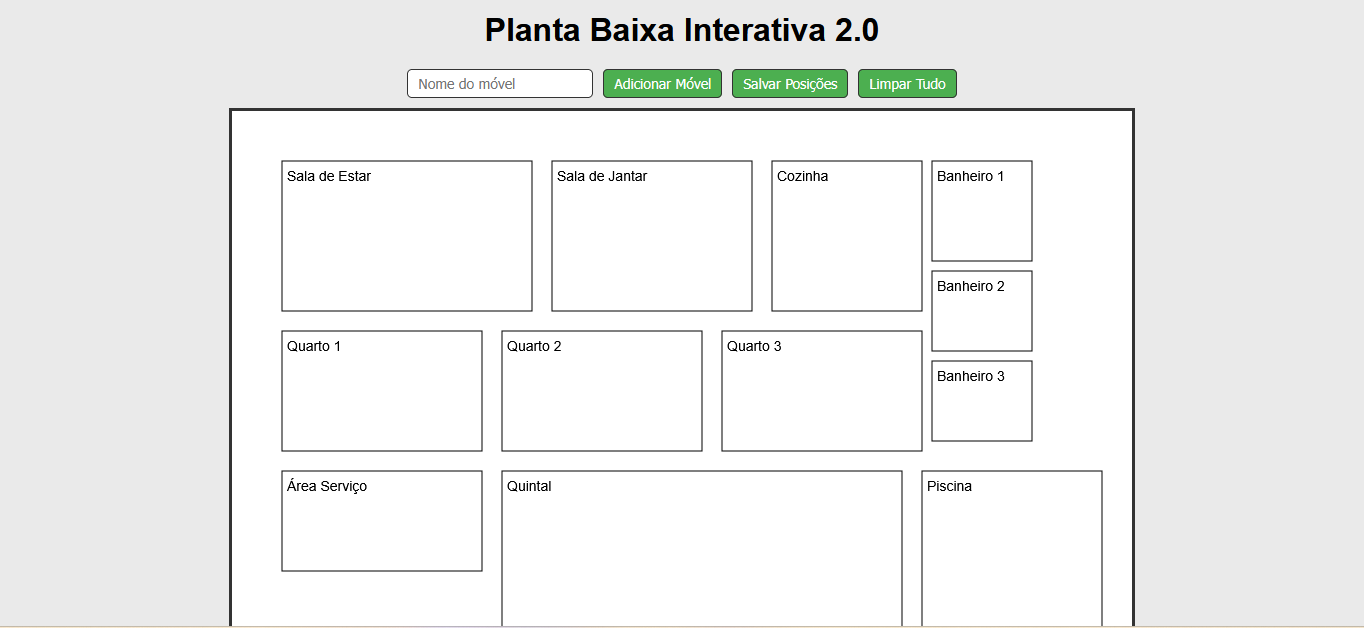 Planta Baixa Interativa 2.0
Nome do móvel
Adicionar Móvel
Salvar Posições
Limpar Tudo
Sala de Estar
Sala de Jantar
Cozinha
Banheiro 1
Banheiro 2
Quarto 1
Quarto 2
Quarto 3
Banheiro 3
Área Serviço
Quintal
Piscina